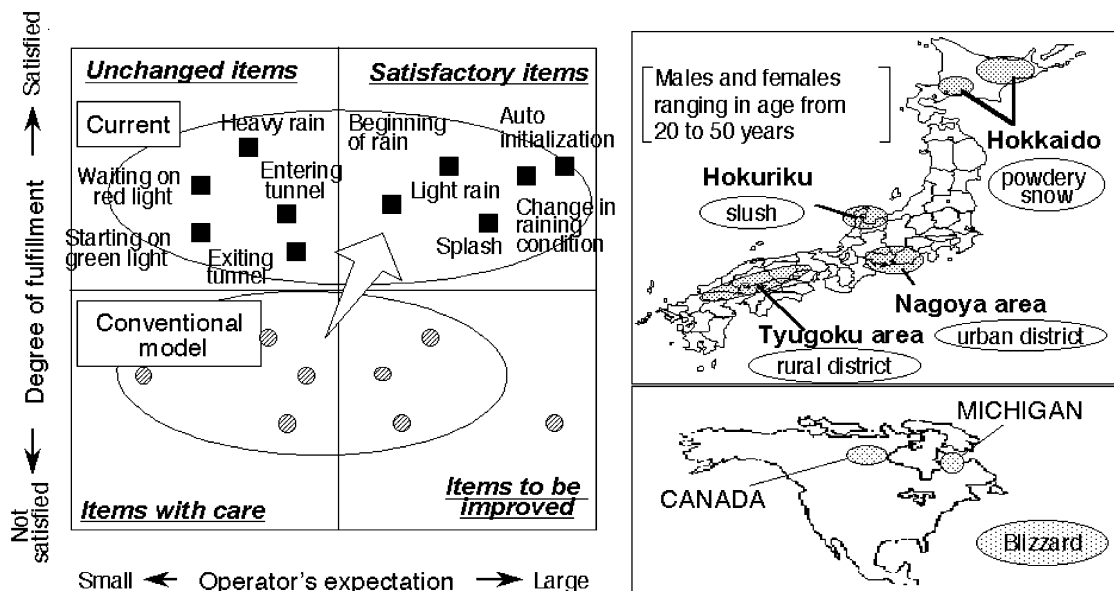 Satisfied
Degree of fulfillment
Not
satisfied
Unchanged items
Satisfactory items
Current
Heavy rain
Beginning
of rain
Auto
initialization
Waiting on
red light
Entering
tunnel
Light rain
Starting on
green light
Exiting
tunnel
Splash
Change in
raining
condition
Conventional
model
Items with care
Items to be
improved
Small
Operator's expectation
Large
Males and females
ranging in age from
20 to 50 years
Hokkaido
powdery
snow
Hokuriku
slush
Nagoya area
urban district
Tyugoku area
rural district
MICHIGAN
CANADA
Blizzard